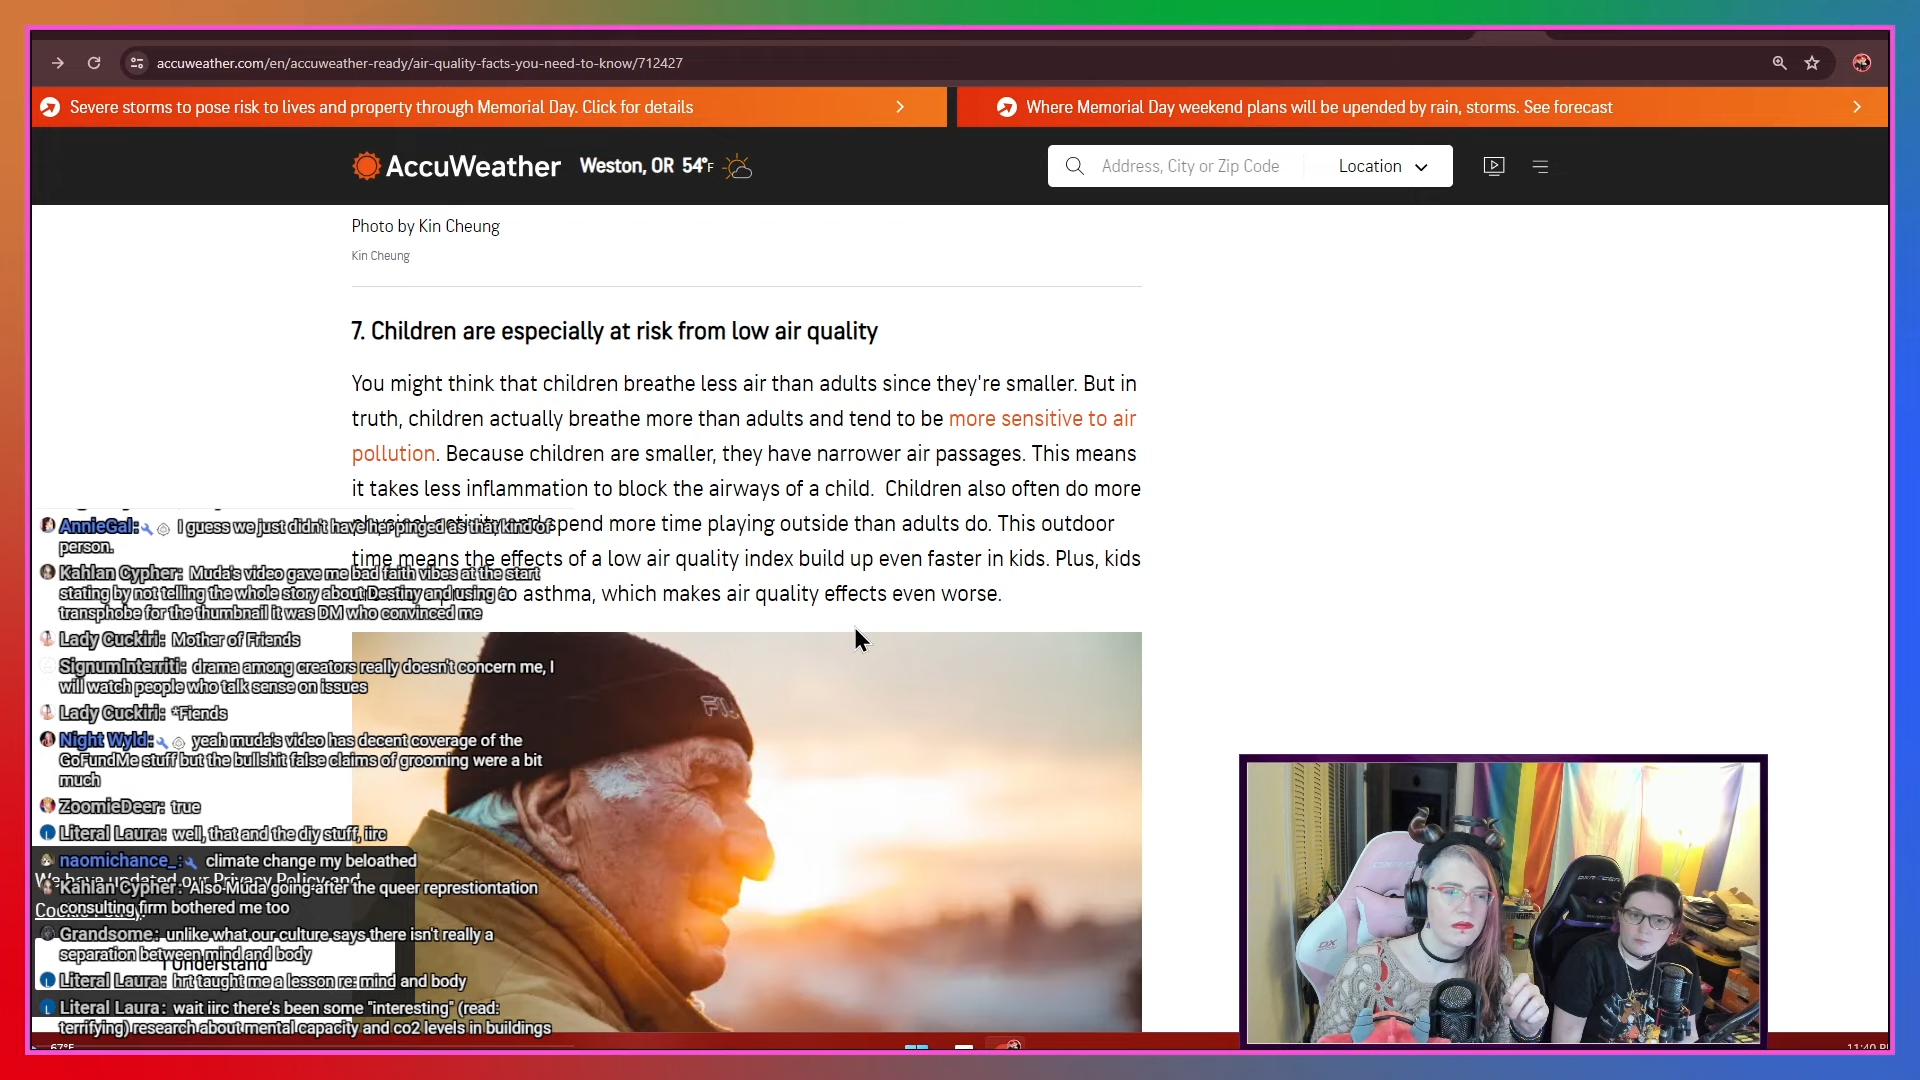 accuweather.com/en/accuweather-ready/air-quality-facts-you-need-to-know/712427
Severe storms to pose risk to lives and property through Memorial Day. Click for details
Where Memorial Day weekend plans will be upended by rain, storms. See forecast
AccuWeather
Weston, OR 54°F
Address, City or Zip Code
Location
Photo by Kin Cheung
Kin Cheung
7. Children are especially at risk from low air quality
You might think that children breathe less air than adults since they're smaller. But in
truth, children actually breathe more than adults and tend to be more sensitive to air
pollution. Because children are smaller, they have narrower air passages. This means
it takes less inflammation to block the airways of a child. Children also often do more
spend more time playing outside than adults do. This outdoor
time means the effects of a low air quality index build up even faster in kids. Plus, kids
to asthma, which makes air quality effects even worse.
AnnieGal: I guess we just didn't have her pinged as that kind of
person.
Kahlan Cypher: Muda's video gave me bad faith vibes at the start
stating by not telling the whole story about Destiny and using a
transphobe for the thumbnail it was DM who convinced me
Lady Cuckiri: Mother of Friends
SignumInterriti: drama among creators really doesn't concern me, I
will watch people who talk sense on issues
Lady Cuckiri: *Fiends
Night Wyld: yeah muda's video has decent coverage of the
GoFundMe stuff but the bullshit false claims of grooming were a bit
much
ZoomieDeer: true
Literal Laura: well, that and the diy stuff, iirc
naomichance_: climate change my beloathed
We have updated our Privacy Policy and
Kahlan Cypher: Also Muda going after the queer represtiontation
consulting firm bothered me too
Cookie Policy.
Grandsome: unlike what our culture says there isn't really a
separation between mind and body
I Understand
Literal Laura: hrt taught me a lesson re: mind and body
Literal Laura: wait iirc there's been some "interesting" (read:
terrifying) research about mental capacity and co2 levels in buildings
67°F